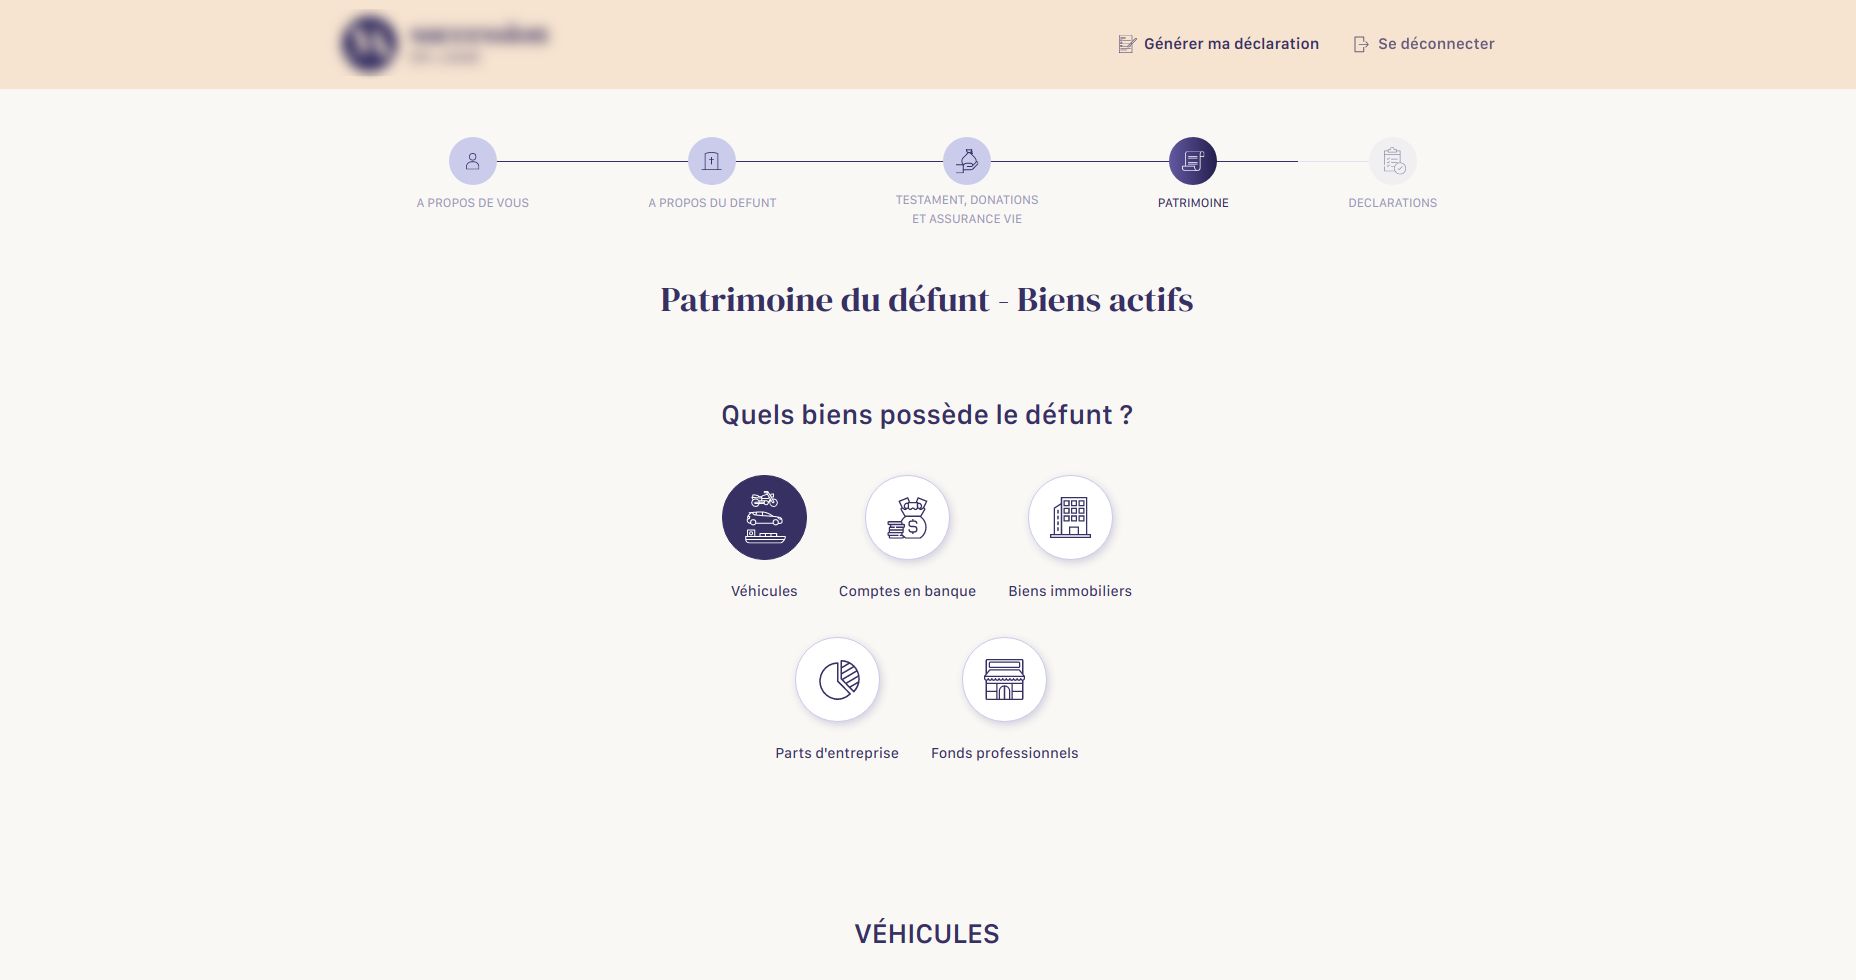 Générer ma déclaration
Se déconnecter
A PROPOS DE VOUS
A PROPOS DU DEFUNT
TESTAMENT, DONATIONS
ET ASSURANCE VIE
PATRIMOINE
DECLARATIONS
Patrimoine du défunt - Biens actifs
Quels biens possède le défunt ?
Véhicules
Comptes en banque
Biens immobiliers
Parts d'entreprise
Fonds professionnels
VÉHICULES